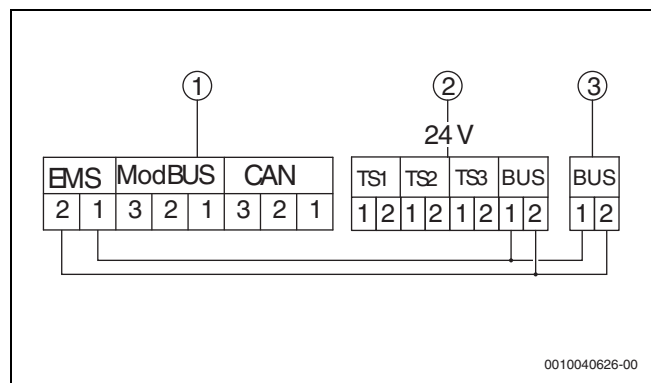 1 2 3
24 V
EMS ModBUS CAN TS1 TS2 TS3 BUS BUS
2 1 3 2 1 3 2 1 1 2 1 2 1 2 1 2 1 2
0010040626-00